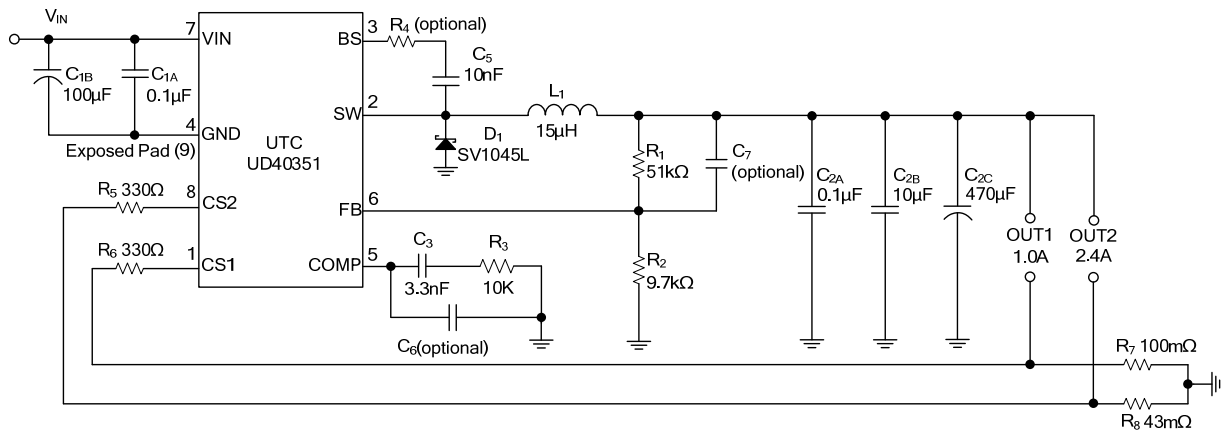 VIN
7
VIN
C1B
100µF
C1A
0.1µF
4
GND
Exposed Pad (9)
UTC
UD40351
R5 330Ω
8
CS2
R6 330Ω
1
CS1
3
BS
R4 (optional)
C5
10nF
2
SW
L1
15µH
D1
SV1045L
R1
51kΩ
C7
(optional)
6
FB
R2
9.7kΩ
5
COMP
C3
3.3nF
R3
10K
C6(optional)
C2A
0.1µF
C2B
10µF
C2C
470µF
OUT1
1.0A
OUT2
2.4A
R7 100mΩ
R8 43mΩ